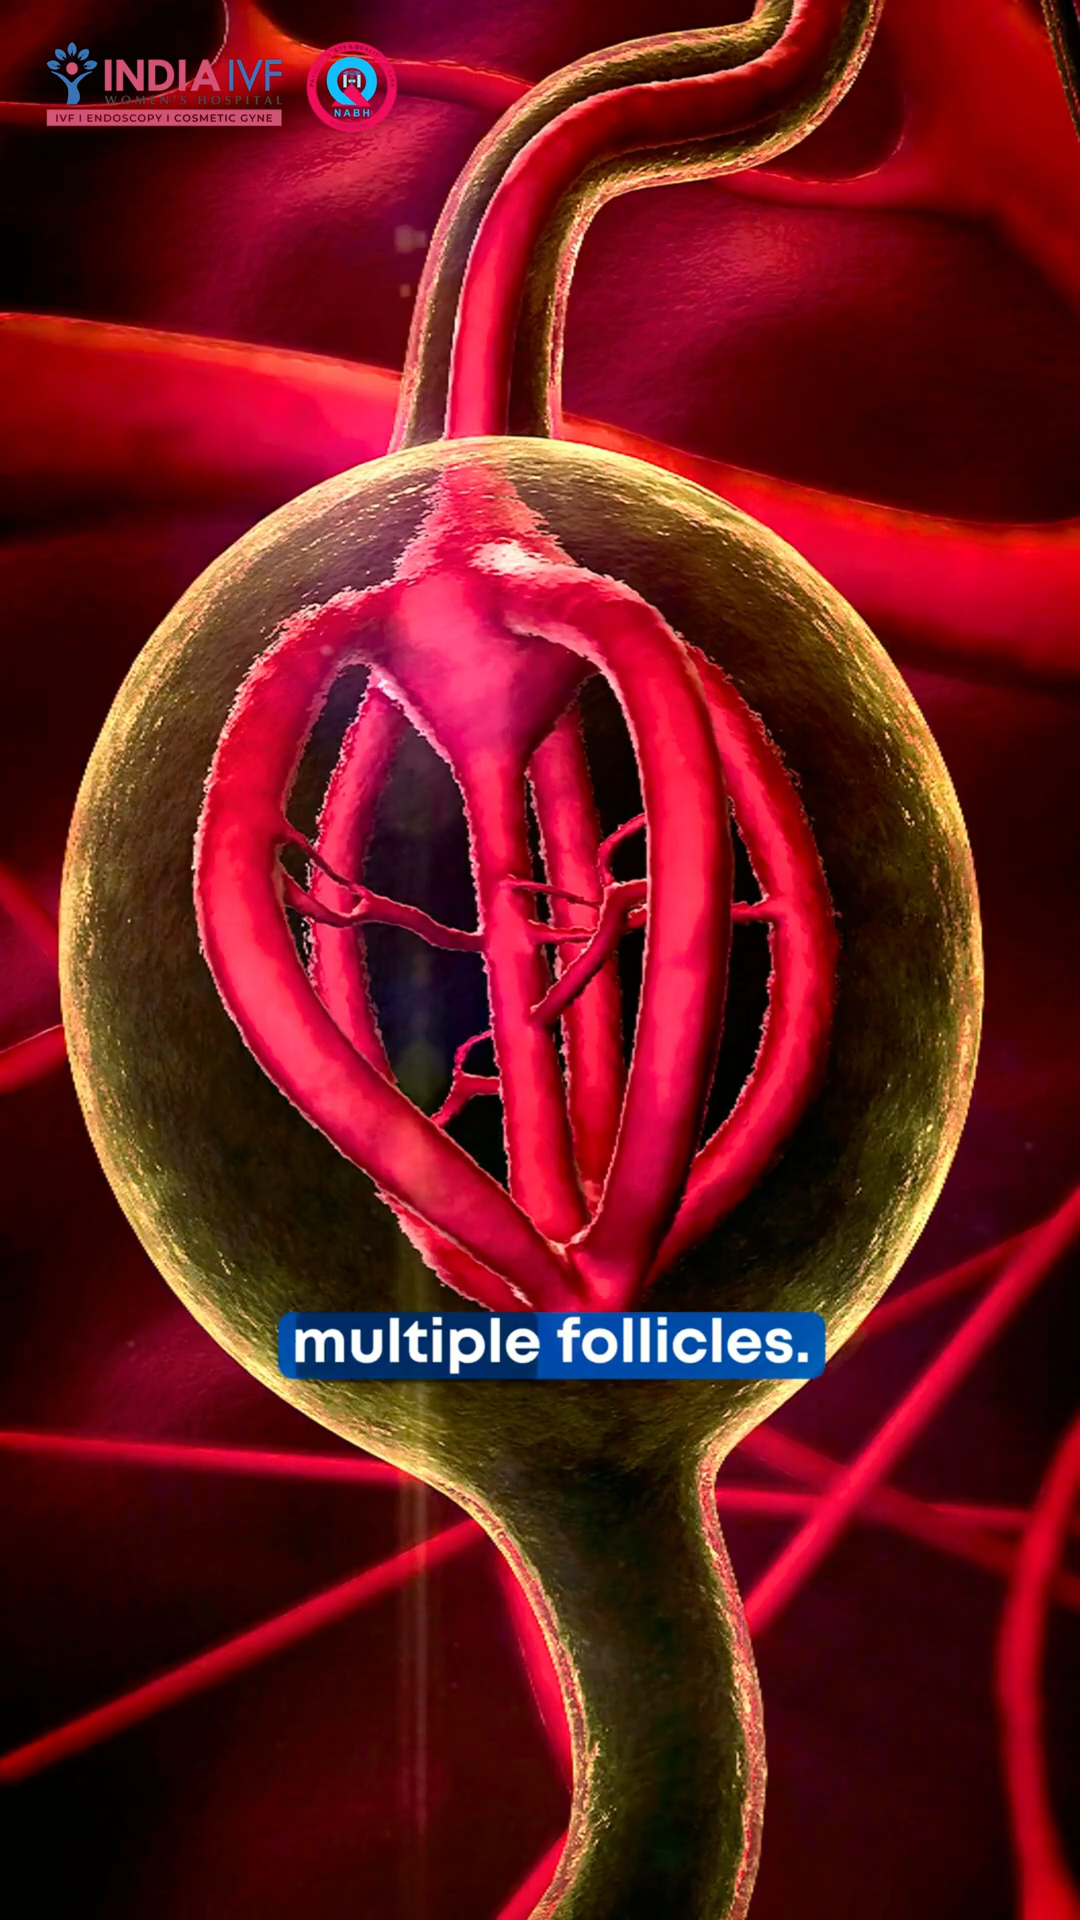 INDIA IVF
WOMEN'S HOSPITAL
IVF I ENDOSCOPY I COSMETIC GYNE
NABH
multiple follicles.